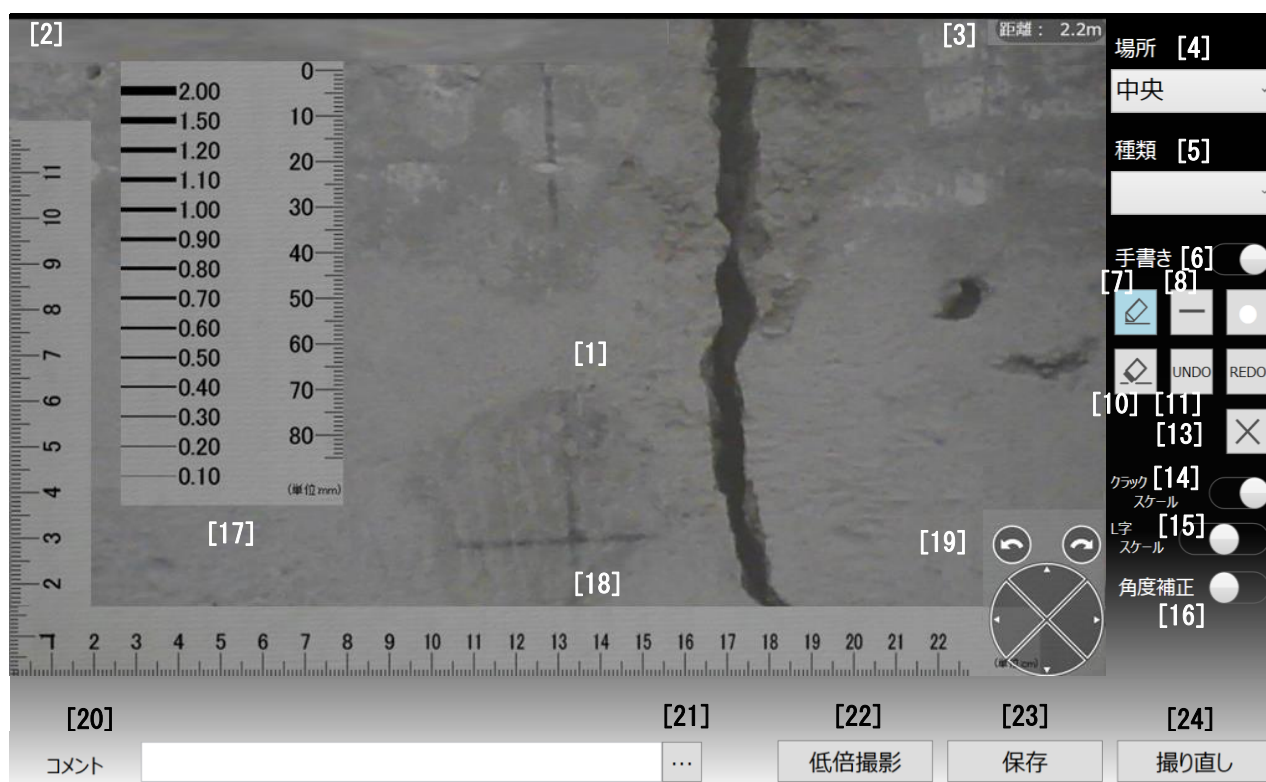 [2]
[3]
距離： 2.2m
場所 [4]
中央
種類 [5]
手書き [6]
[7] [8]
UNDO REDO
[10] [11]
[13]
クラック [14]
スケール
L字 [15]
スケール
角度補正
[16]
2.00
1.50
1.20
1.10
1.00
0.90
0.80
0.70
0.60
0.50
0.40
0.30
0.20
0.10
0
10
20
30
40
50
60
70
80
(単位mm)
[1]
11
10
9
8
7
6
5
4
3
2
1 2 3 4 5 6 7 8 9 10 11 12 13 14 15 16 17 18 19 20 21 22
(単位cm)
[17]
[18]
[19]
[20]
[21]
[22]
[23]
[24]
コメント
...
低倍撮影
保存
撮り直し